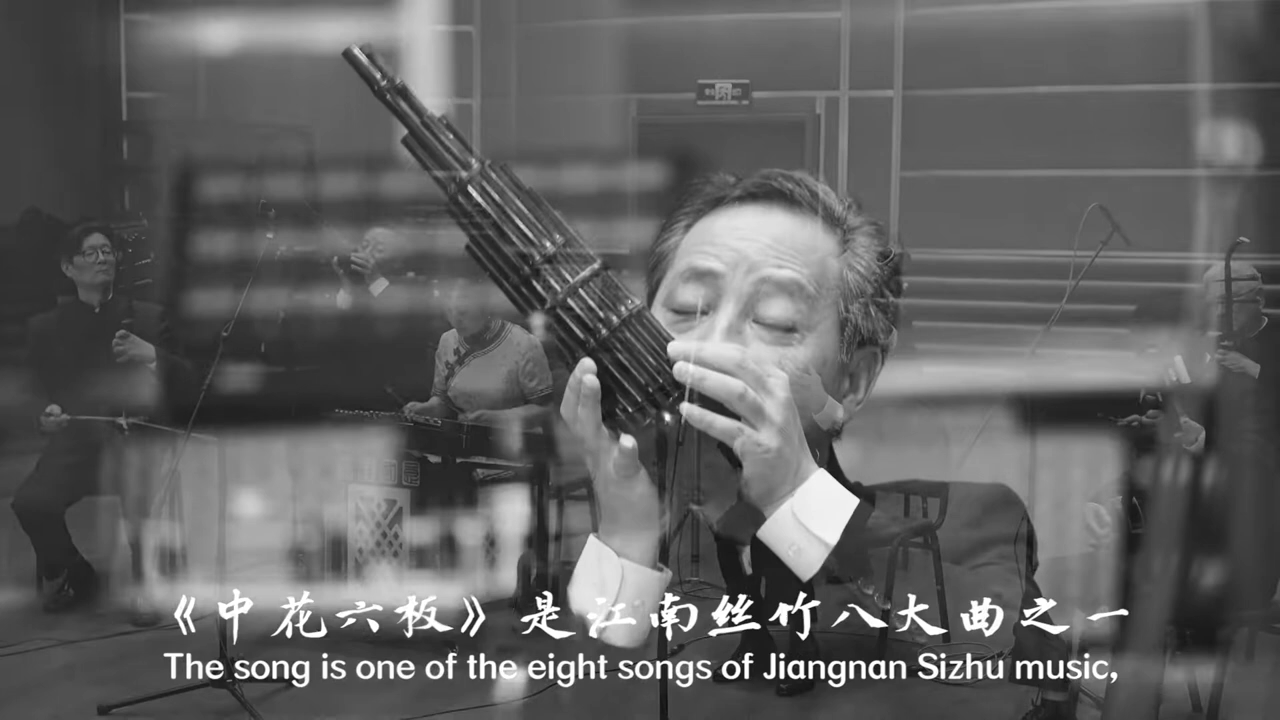 《中花六板》是江南丝竹八大曲之一
The song is one of the eight songs of Jiangnan Sizhu music,